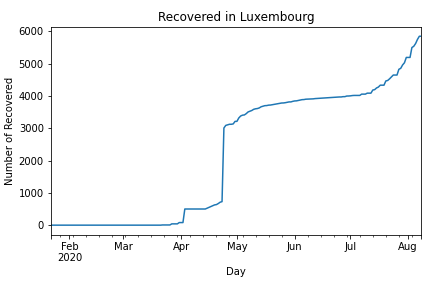 Recovered in Luxembourg
6000
5000
4000
3000
2000
1000
0
Number of Recovered
Feb Mar Apr May Jun Jul Aug
2020
Day